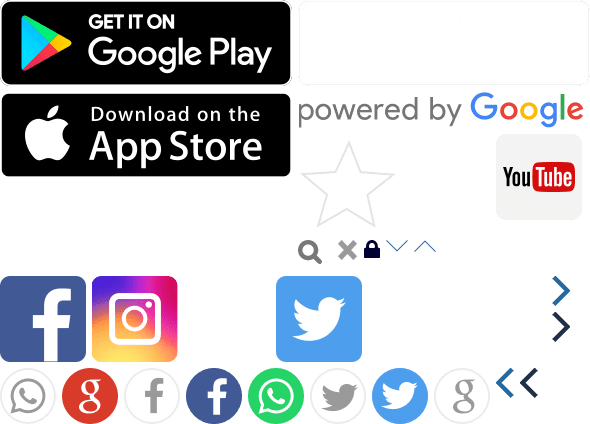 GET IT ON
Google Play
Download on the
App Store
powered by Google
YouTube